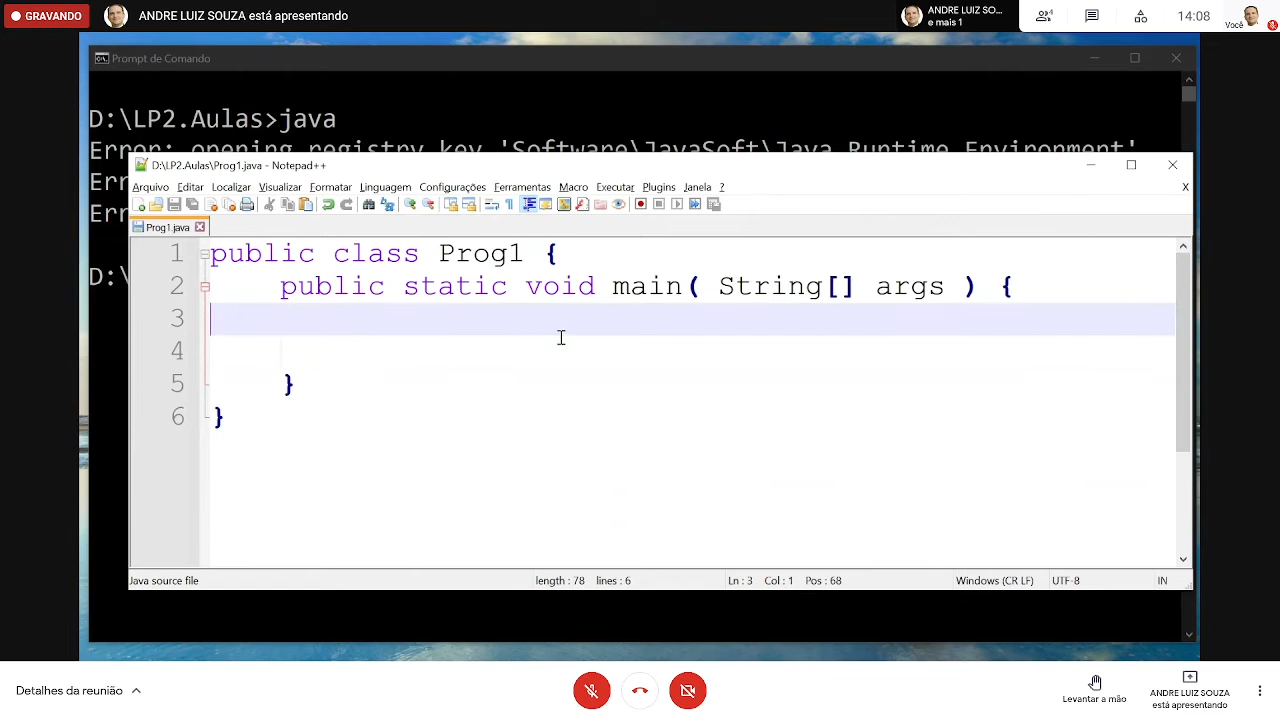 GRAVANDO
ANDRE LUIZ SOUZA está apresentando
ANDRE LUIZ SO...
e mais 1
4
14:08
Você
Prompt de Comando
D:\LP2.Aulas>java
Error: opening registry key 'Software\JavaSoft\Java Runtime Environment'
D:\LP2.Aulas\Prog1.java - Notepad++
Err
Arquivo Editar Localizar Visualizar Formatar Linguagem Configurações Ferramentas Macro Executar Plugins Janela ? X
Err
Prog1.java
1 public class Prog1 {
D:\
2 public static void main( String[] args ) {
3
4
5 }
6 }
Java source file length : 78 lines : 6 Ln : 3 Col : 1 Pos : 68 Windows (CR LF) UTF-8 IN
Detalhes da reunião
Levantar a mão
ANDRE LUIZ SOUZA
está apresentando